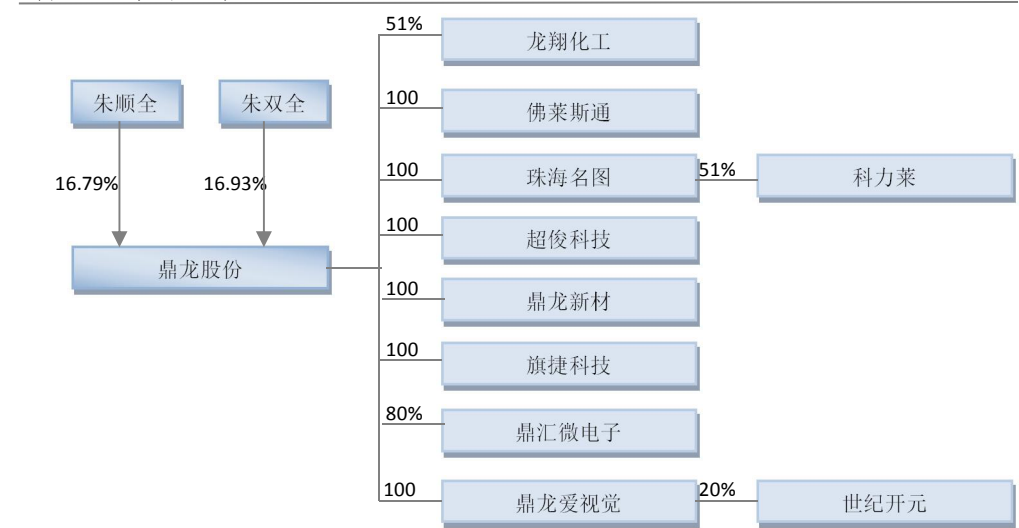 51%
龙翔化工
朱顺全
朱双全
100
佛莱斯通
16.79%
16.93%
100
珠海名图
51%
科力莱
100
超俊科技
鼎龙股份
100
鼎龙新材
100
旗捷科技
80%
鼎汇微电子
100
鼎龙爱视觉
20%
世纪开元